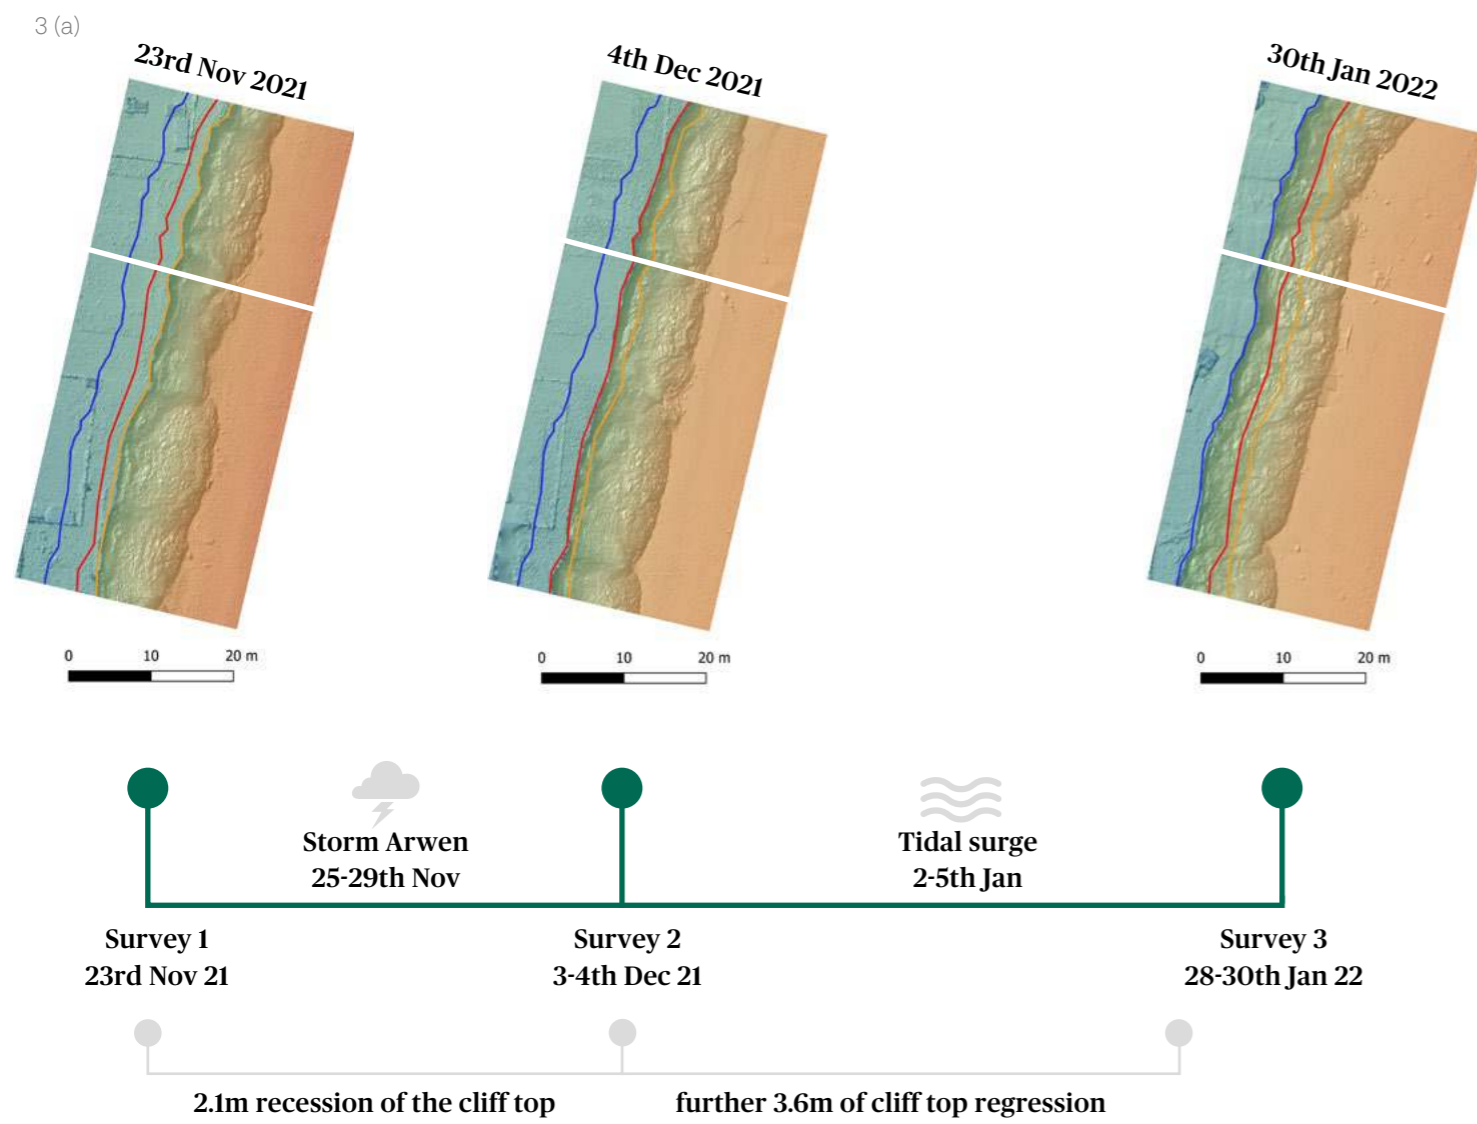 3 (a)
23rd Nov 2021
4th Dec 2021
30th Jan 2022
0 10 20 m
0 10 20 m
0 10 20 m
Storm Arwen
25-29th Nov
Tidal surge
2-5th Jan
Survey 1
23rd Nov 21
Survey 2
3-4th Dec 21
Survey 3
28-30th Jan 22
2.1m recession of the cliff top
further 3.6m of cliff top regression